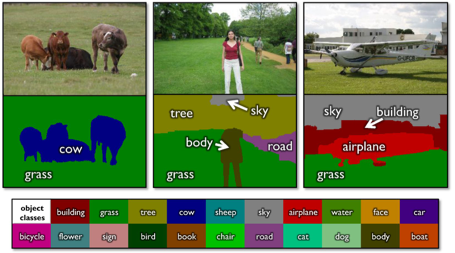 sky
tree
body
road
grass
cow
grass
sky
building
airplane
grass
object classes
building
grass
tree
cow
sheep
sky
airplane
water
face
car
bicycle
flower
sign
bird
book
chair
road
cat
dog
body
boat